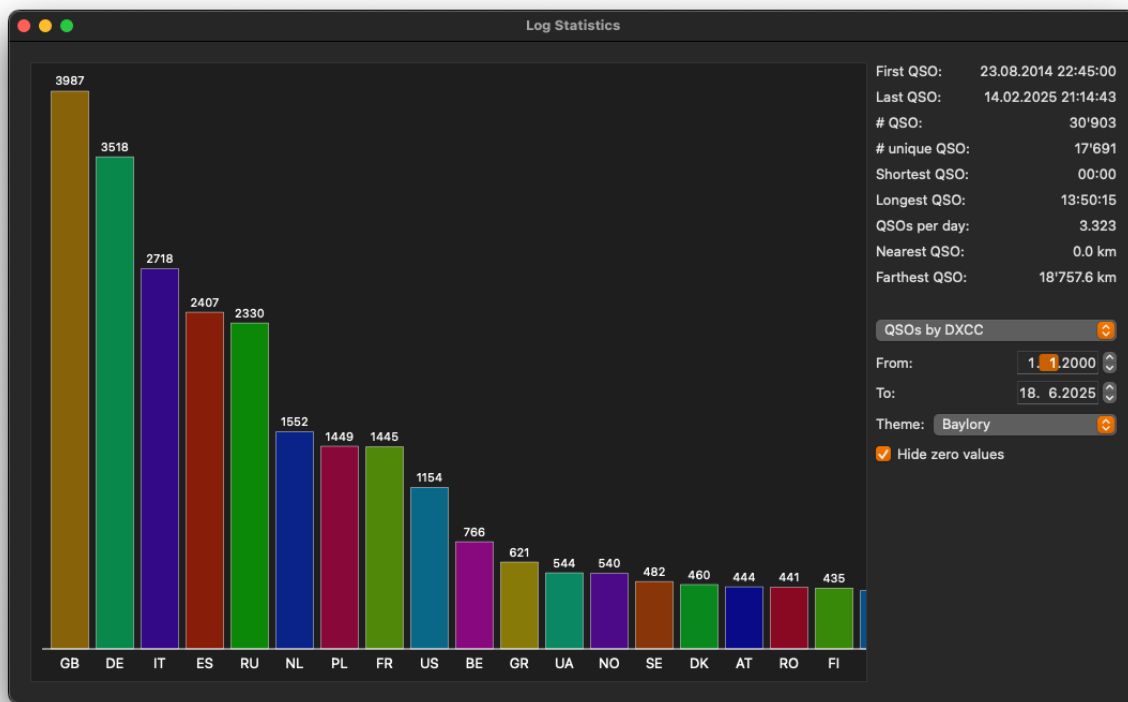 Log Statistics
3987
3518
2718
2407
2330
1552
1449
1445
1154
766
621
544
540
482
460
444
441
435
GB DE IT ES RU NL PL FR US BE GR UA NO SE DK AT RO FI
First QSO: 23.08.2014 22:45:00
Last QSO: 14.02.2025 21:14:43
# QSO: 30'903
# unique QSO: 17'691
Shortest QSO: 00:00
Longest QSO: 13:50:15
QSOs per day: 3.323
Nearest QSO: 0.0 km
Farthest QSO: 18'757.6 km
QSOs by DXCC
From: 1. 1.2000
To: 18. 6.2025
Theme: Baylory
Hide zero values